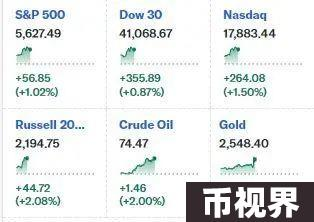 S&P 500
5,627.49
+56.85
(+1.02%)
Dow 30
41,068.67
+355.89
(+0.87%)
Nasdaq
17,883.44
+264.08
(+1.50%)
Russell 20...
2,194.75
+44.72
(+2.08%)
Crude Oil
74.47
+1.46
(+2.00%)
Gold
2,548.40
币视界